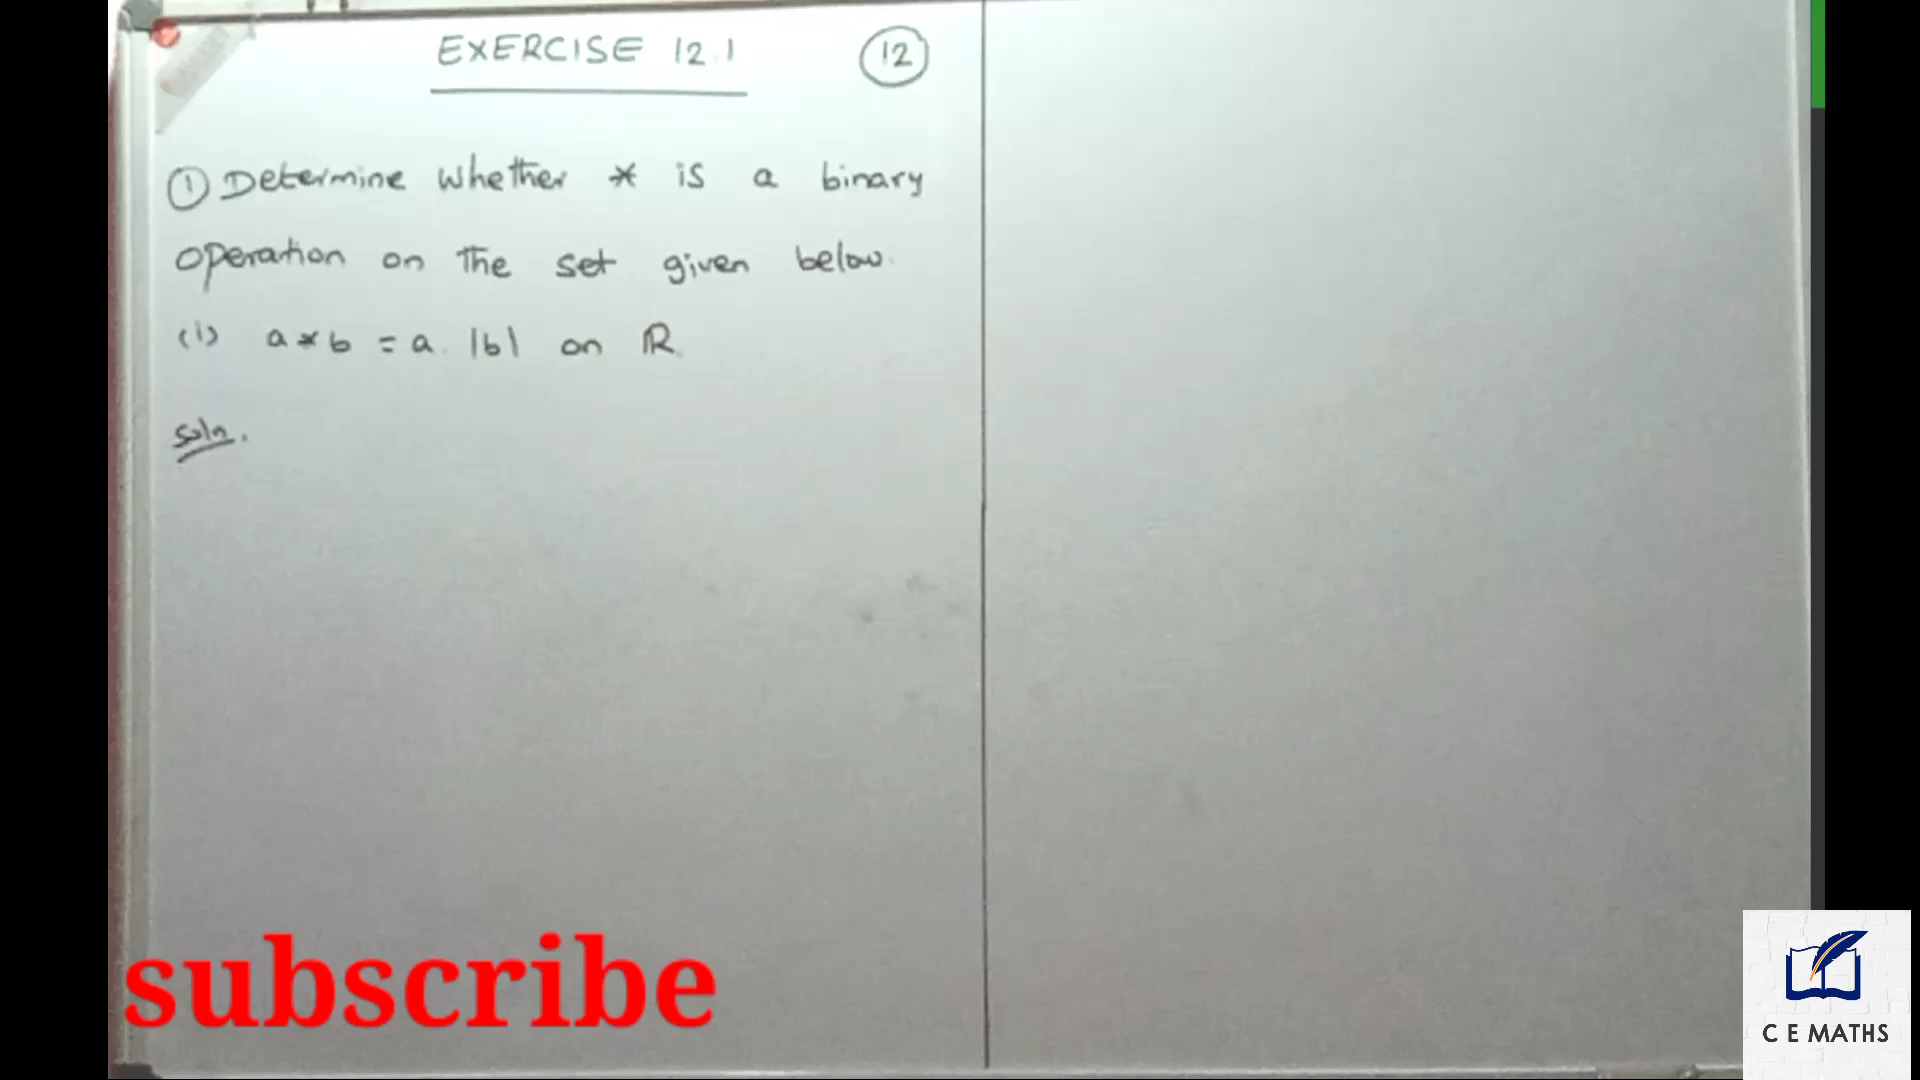 EXERCISE 12.1
12
① Determine whether * is a binary
operation on the set given below.
(i) a * b = a. |b| on ℝ.
Soln.
subscribe
C E MATHS